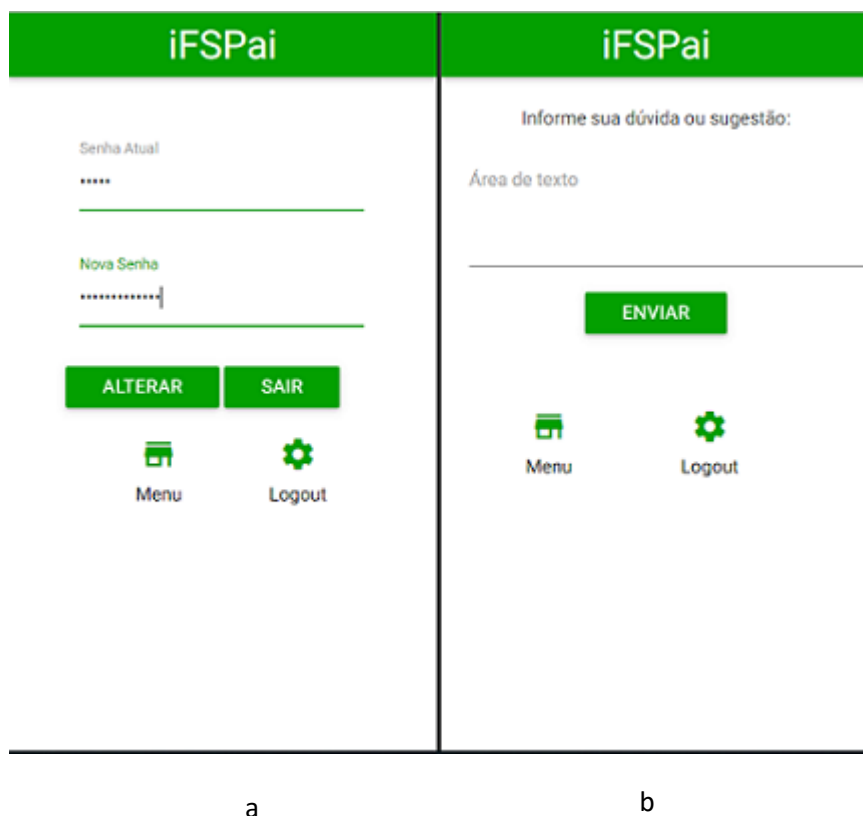 iFSPai
Senha Atual
•••••
Nova Senha
•••••••••••••
ALTERAR SAIR
Menu Logout
a
iFSPai
Informe sua dúvida ou sugestão:
Área de texto
ENVIAR
Menu Logout
b